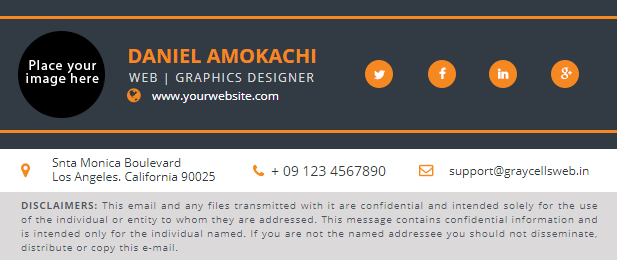 Place your
image here
DANIEL AMOKACHI
WEB | GRAPHICS DESIGNER
www.yourwebsite.com
Snta Monica Boulevard
Los Angeles. California 90025
+ 09 123 4567890
support@graycellsweb.in
DISCLAIMERS: This email and any files transmitted with it are confidential and intended solely for the use
of the individual or entity to whom they are addressed. This message contains confidential information and
is intended only for the individual named. If you are not the named addressee you should not disseminate,
distribute or copy this e-mail.